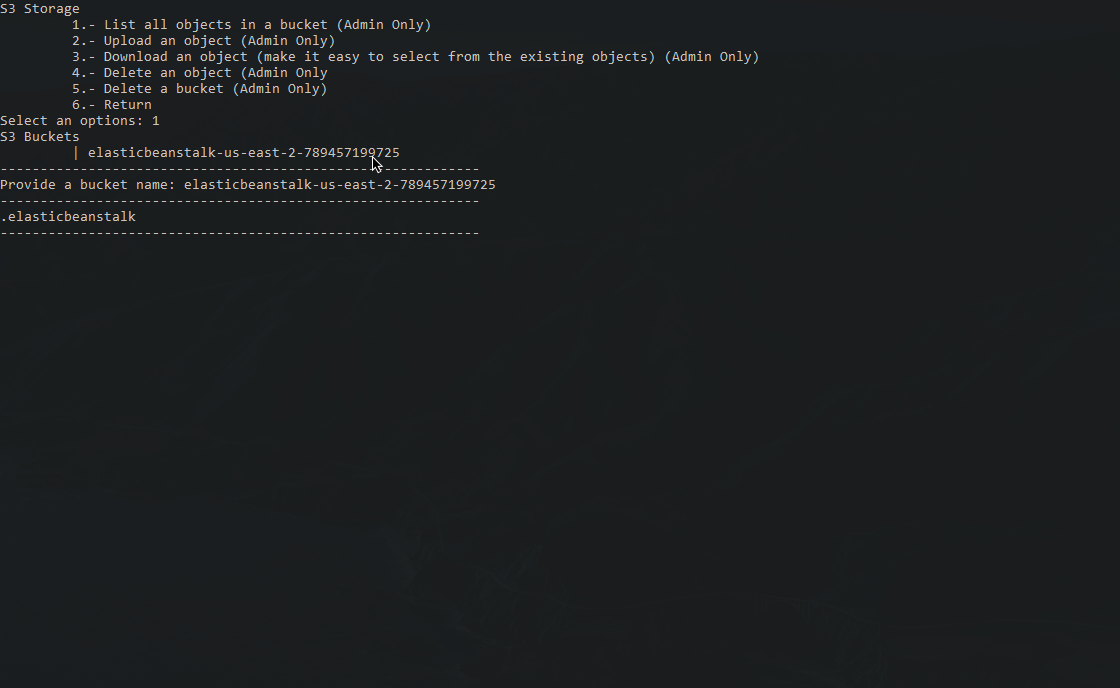 S3 Storage
1.- List all objects in a bucket (Admin Only)
2.- Upload an object (Admin Only)
3.- Download an object (make it easy to select from the existing objects) (Admin Only)
4.- Delete an object (Admin Only
5.- Delete a bucket (Admin Only)
6.- Return
Select an options: 1
S3 Buckets
| elasticbeanstalk-us-east-2-789457199725
------------------------------------------------------------
Provide a bucket name: elasticbeanstalk-us-east-2-789457199725
------------------------------------------------------------
.elasticbeanstalk
------------------------------------------------------------